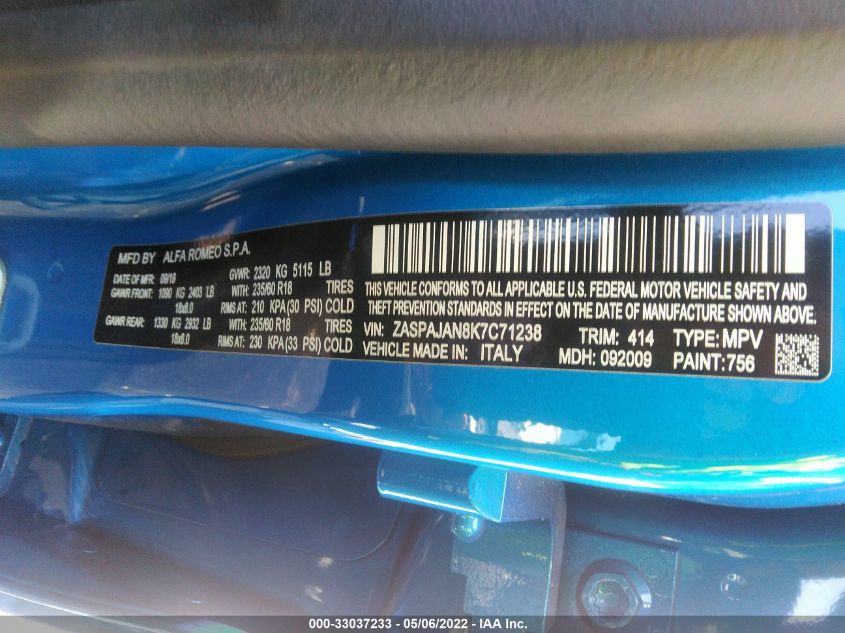 MFD BY ALFA ROMEO S.P.A.
DATE OF MFR: 09/19 GVWR: 2320 KG 5115 LB
GAWR FRONT: 1090 KG 2403 LB WITH: 235/60 R18 TIRES
18x8.0 RIMS AT: 210 KPA (30 PSI) COLD
GAWR REAR: 1330 KG 2932 LB WITH: 235/60 R18 TIRES
18x8.0 RIMS AT: 230 KPA (33 PSI) COLD
THIS VEHICLE CONFORMS TO ALL APPLICABLE U.S. FEDERAL MOTOR VEHICLE SAFETY, BUMPER, AND
THEFT PREVENTION STANDARDS IN EFFECT ON THE DATE OF MANUFACTURE SHOWN ABOVE.
VIN: ZASPAJAN8K7C71238 TRIM: 414 TYPE: MPV
VEHICLE MADE IN: ITALY MDH: 092009 PAINT: 756
000-33037233 - 05/06/2022 - IAA Inc.